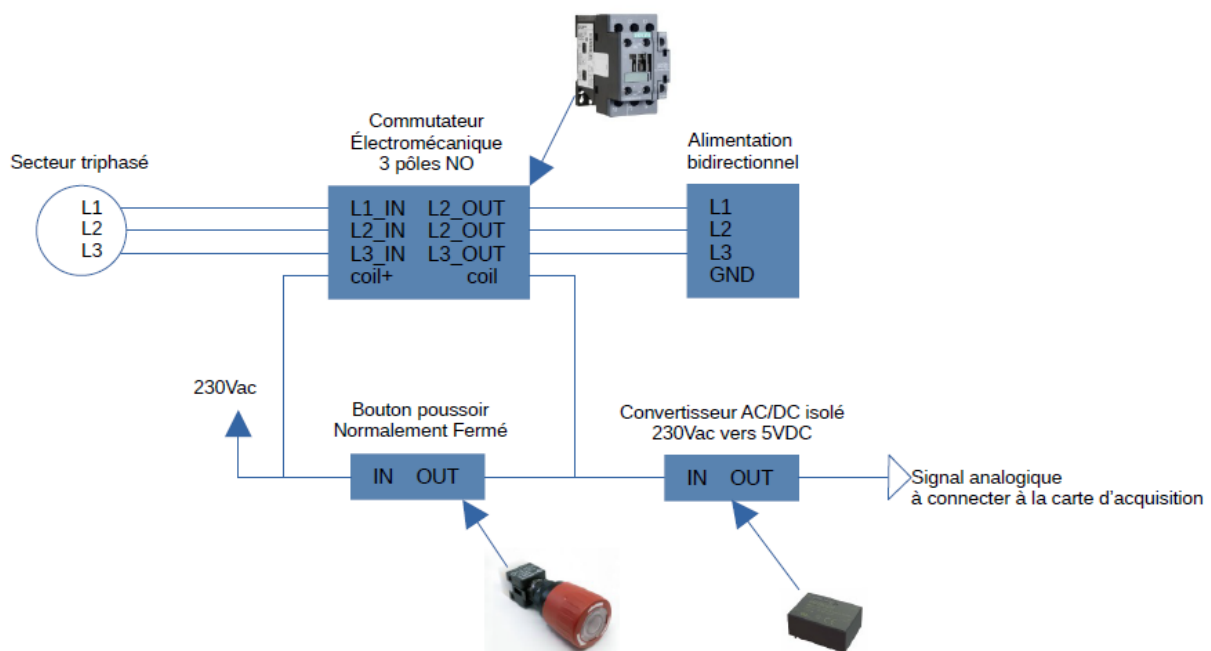 Commutateur
Électromécanique
3 pôles NO
Alimentation
bidirectionnel
Secteur triphasé
L1
L2
L3
L1_IN L2_OUT
L2_IN L2_OUT
L3_IN L3_OUT
coil+ coil
L1
L2
L3
GND
230Vac
Bouton poussoir
Normalement Fermé
IN OUT
Convertisseur AC/DC isolé
230Vac vers 5VDC
IN OUT
Signal analogique
à connecter à la carte d'acquisition